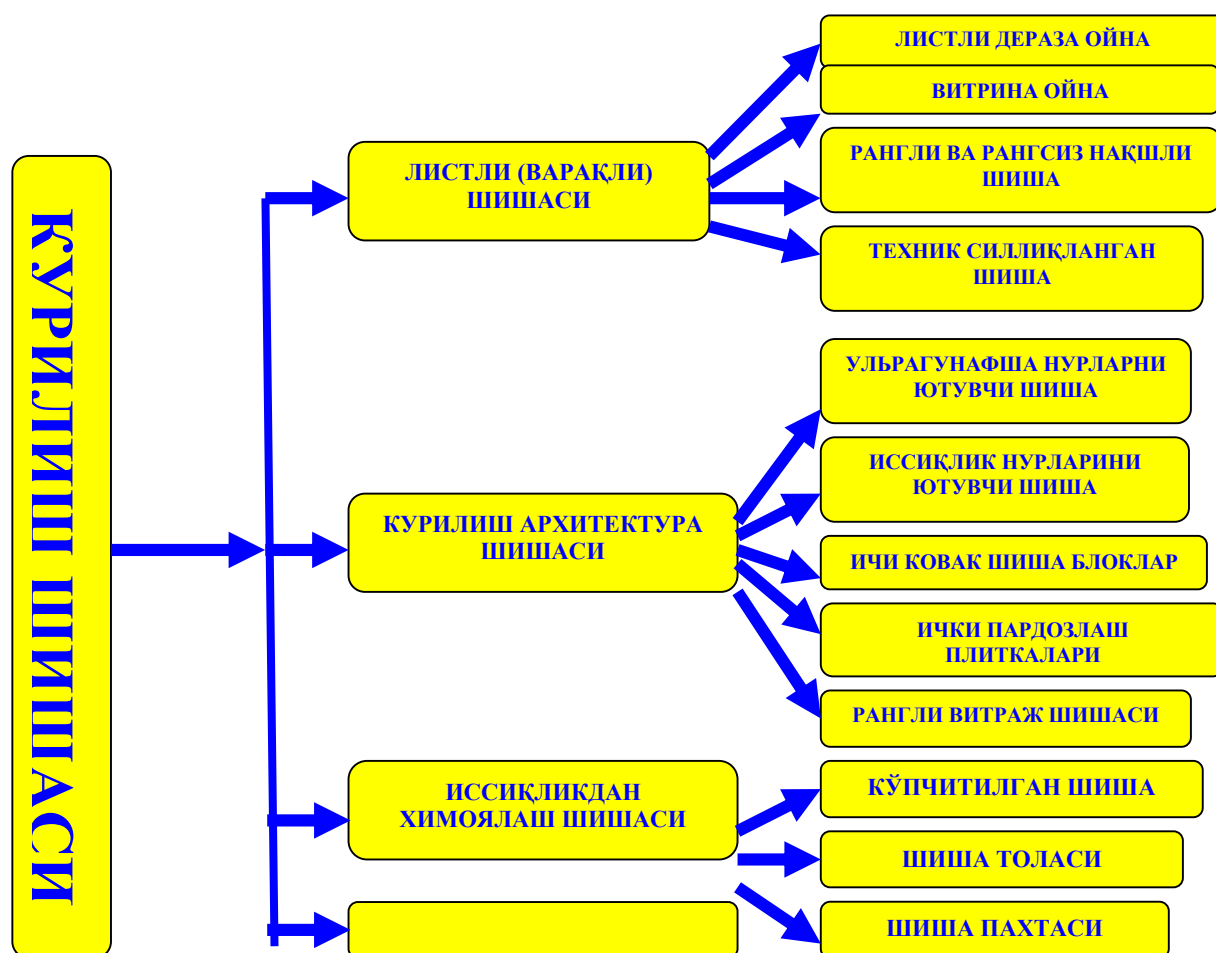 КУРИЛИШ ШИШАСИ
ЛИСТЛИ (ВАРАҚЛИ)
ШИШАСИ
ЛИСТЛИ ДЕРАЗА ОЙНА
ВИТРИНА ОЙНА
РАНГЛИ ВА РАНГСИЗ НАҚШЛИ
ШИША
ТЕХНИК СИЛЛИҚЛАНГАН
ШИША
КУРИЛИШ АРХИТЕКТУРА
ШИШАСИ
УЛЬРАГУНАФША НУРЛАРНИ
ЮТУВЧИ ШИША
ИССИҚЛИК НУРЛАРИНИ
ЮТУВЧИ ШИША
ИЧИ КОВАК ШИША БЛОКЛАР
ИЧКИ ПАРДОЗЛАШ
ПЛИТКАЛАРИ
РАНГЛИ ВИТРАЖ ШИШАСИ
ИССИҚЛИКДАН
ХИМОЯЛАШ ШИШАСИ
КЎПЧИТИЛГАН ШИША
ШИША ТОЛАСИ
ШИША ПАХТАСИ